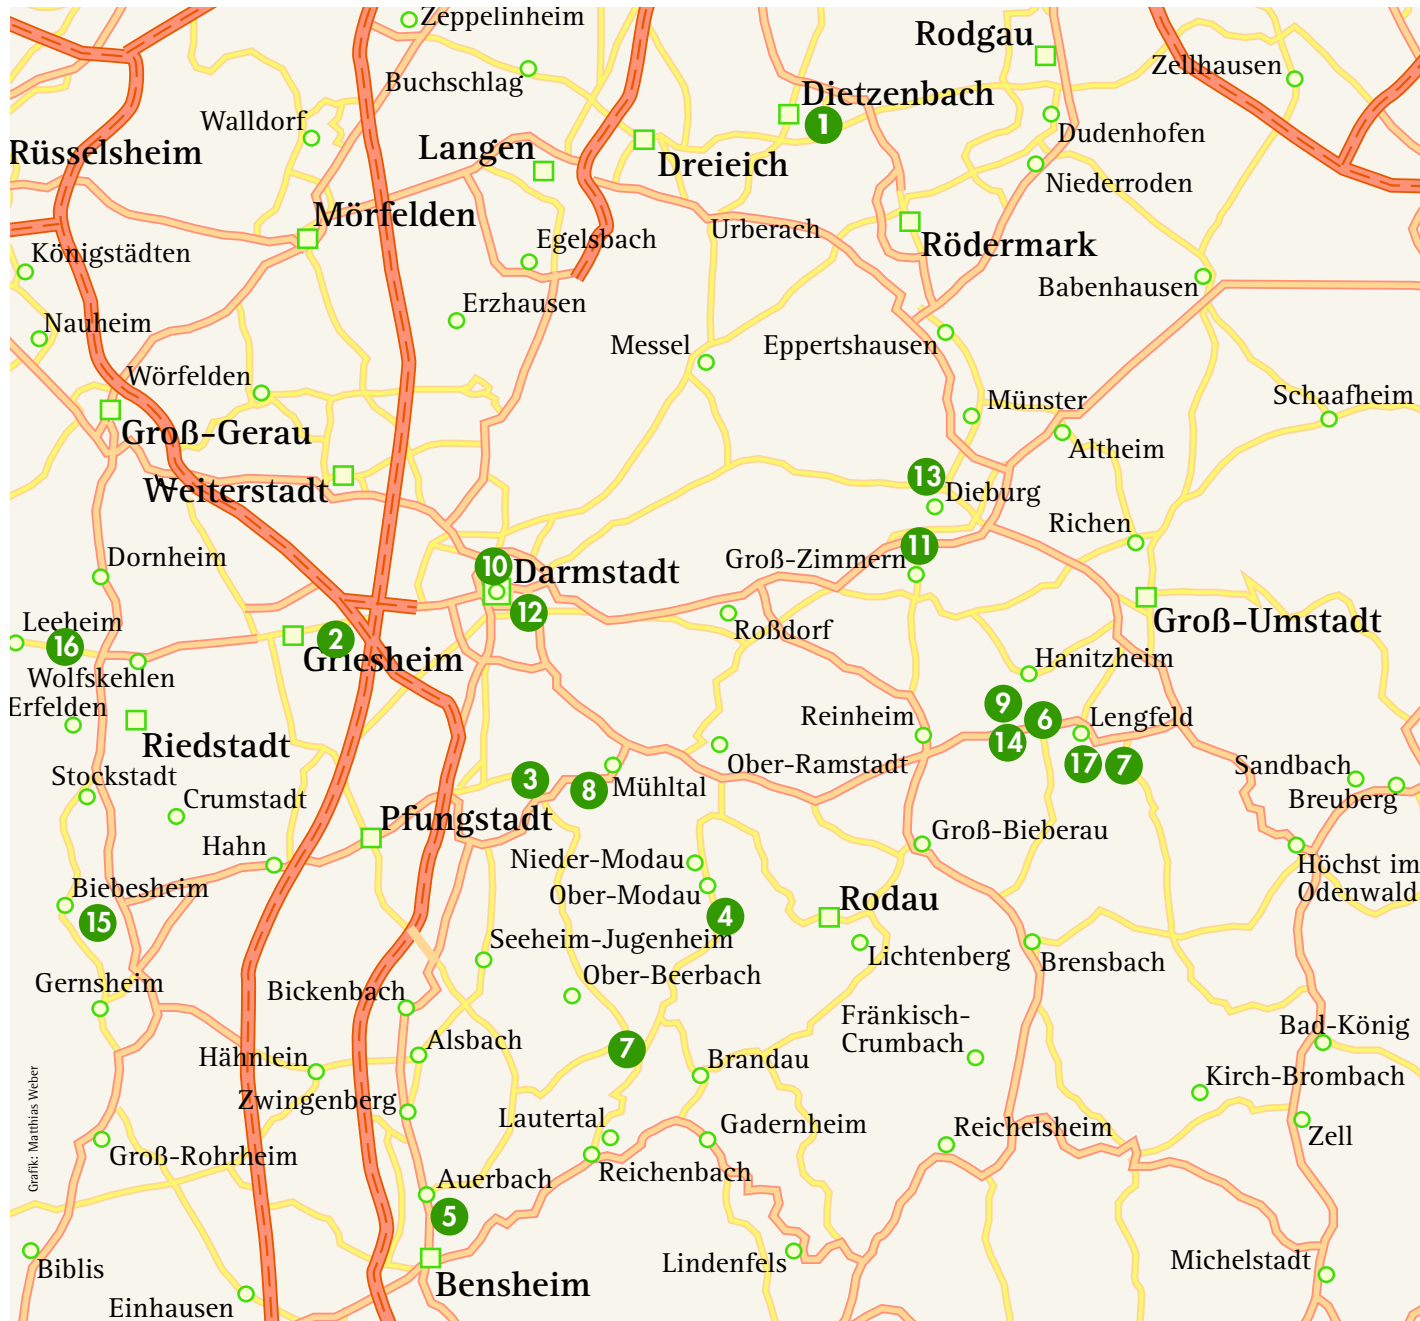 Zeppelinheim
Rodgau
Zellhausen
Buchschlag
Dietzenbach
1
Walldorf
Dudenhofen
Rüsselsheim
Langen
Dreieich
Niederroden
Mörfelden
Urberach
Rödermark
Königstädten
Egelsbach
Babenhausen
Erzhausen
Nauheim
Messel
Eppertshausen
Wörfelden
Münster
Schaafheim
Groß-Gerau
Altheim
13
Weiterstadt
Dieburg
Richen
11
Dornheim
10
Darmstadt
Groß-Zimmern
12
Leeheim
16
2
Griesheim
Roßdorf
Groß-Umstadt
Wolfskehlen
Hanitzheim
Erfelden
9
6
Reinheim
Lengfeld
14
Riedstadt
17
7
Ober-Ramstadt
Sandbach
Stockstadt
3
8
Mühltal
Breuberg
Crumstadt
Pfungstadt
Hahn
Groß-Bieberau
Nieder-Modau
Höchst im
Odenwald
Biebesheim
Ober-Modau
Rodau
15
4
Seeheim-Jugenheim
Lichtenberg
Brensbach
Gernsheim
Bickenbach
Ober-Beerbach
Fränkisch-
Crumbach
Bad-König
Hähnlein
Alsbach
7
Brandau
Kirch-Brombach
Zwingenberg
Lautertal
Gadernheim
Reichelsheim
Zell
Groß-Rohrheim
Reichenbach
Auerbach
5
Biblis
Bensheim
Lindenfels
Michelstadt
Einhausen
Grafik: Matthias Weber